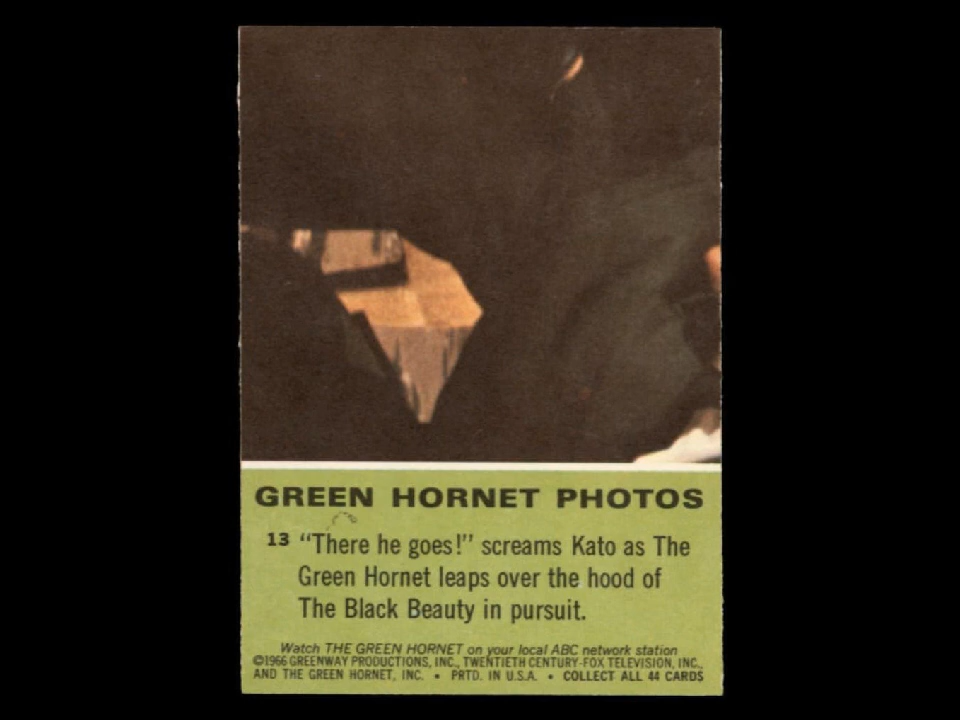 GREEN HORNET PHOTOS
13 “There he goes!” screams Kato as The
Green Hornet leaps over the hood of
The Black Beauty in pursuit.
Watch THE GREEN HORNET on your local ABC network station
©1966 GREENWAY PRODUCTIONS, INC., TWENTIETH CENTURY-FOX TELEVISION, INC.,
AND THE GREEN HORNET, INC. • PRTD. IN U.S.A. • COLLECT ALL 44 CARDS